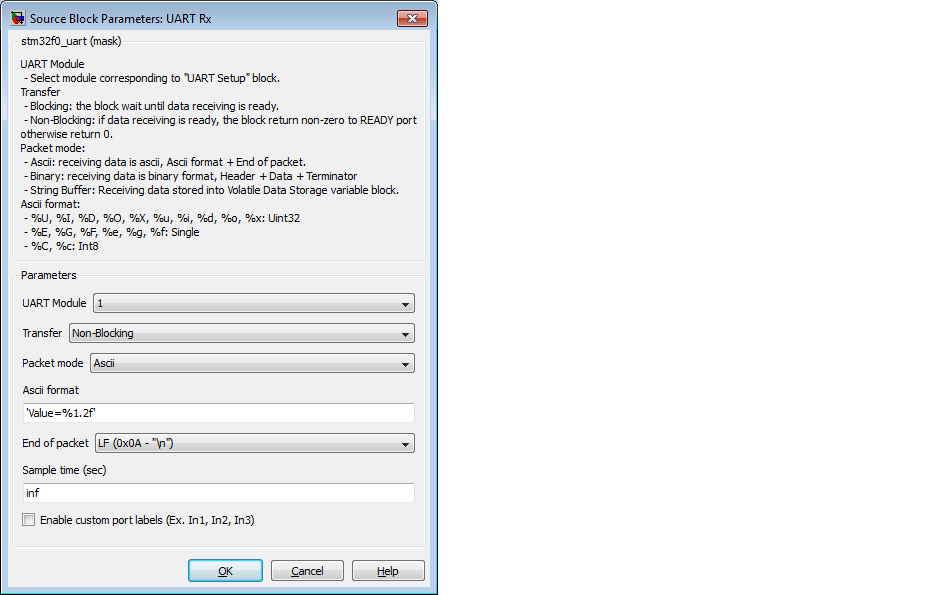 Source Block Parameters: UART Rx
stm32f0_uart (mask)
UART Module
- Select module corresponding to "UART Setup" block.
Transfer
- Blocking: the block wait until data receiving is ready.
- Non-Blocking: if data receiving is ready, the block return non-zero to READY port
otherwise return 0.
Packet mode:
- Ascii: receiving data is ascii, Ascii format + End of packet.
- Binary: receiving data is binary format, Header + Data + Terminator
- String Buffer: Receiving data stored into Volatile Data Storage variable block.
Ascii format:
- %U, %I, %D, %O, %X, %u, %i, %d, %o, %x: Uint32
- %E, %G, %F, %e, %g, %f: Single
- %C, %c: Int8
Parameters
UART Module 1
Transfer Non-Blocking
Packet mode Ascii
Ascii format
'Value=%1.2f'
End of packet LF (0x0A - "\n")
Sample time (sec)
inf
Enable custom port labels (Ex. In1, In2, In3)
OK Cancel Help